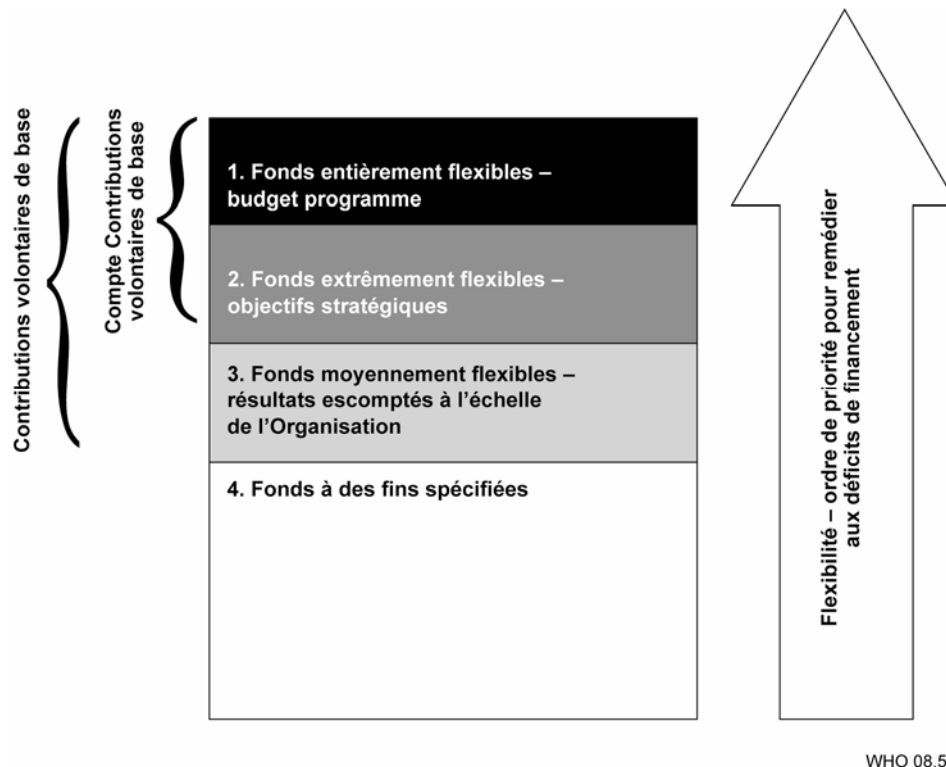 Contributions volontaires de base
Compte Contributions
volontaires de base
1. Fonds entièrement flexibles –
budget programme
2. Fonds extrêmement flexibles –
objectifs stratégiques
3. Fonds moyennement flexibles –
résultats escomptés à l'échelle
de l'Organisation
4. Fonds à des fins spécifiées
Flexibilité – ordre de priorité pour remédier
aux déficits de financement
WHO 08.5